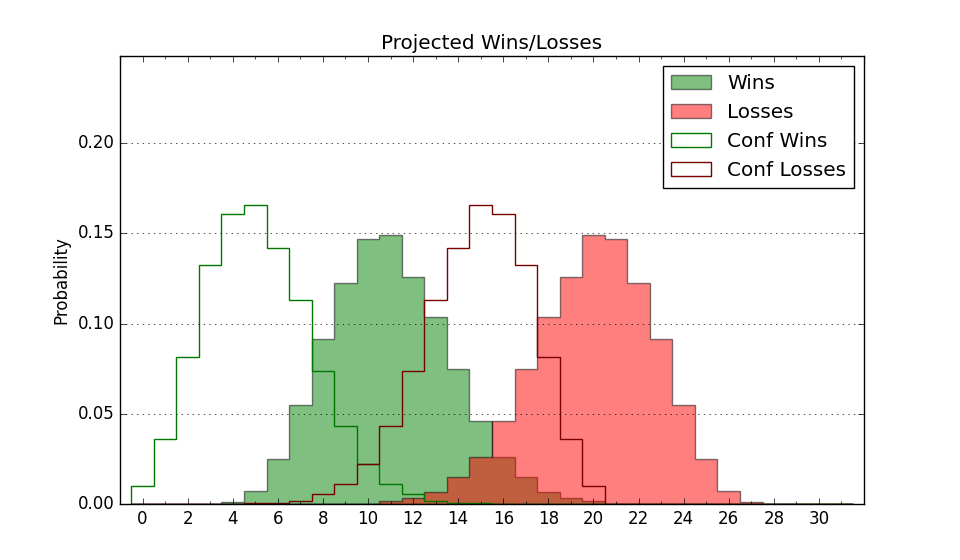 Projected Wins/Losses
Wins
Losses
Conf Wins
Conf Losses
Probability
0.20
0.15
0.10
0.05
0.00
0 2 4 6 8 10 12 14 16 18 20 22 24 26 28 30